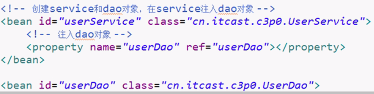 <!-- 创建service和dao对象，在service注入dao对象 -->
<bean id="userService" class="cn.itcast.c3p0.UserService">
<!-- 注入dao对象 -->
<property name="userDao" ref="userDao"></property>
</bean>
<bean id="userDao" class="cn.itcast.c3p0.UserDao">